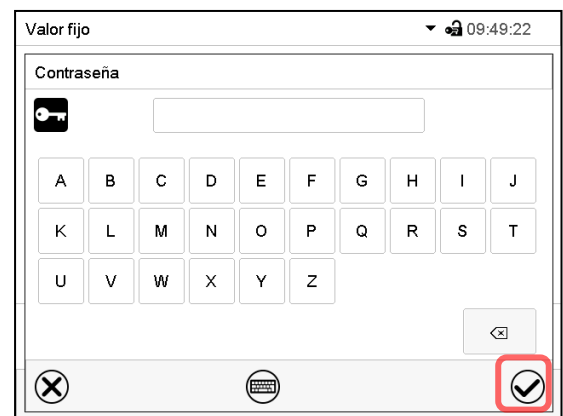 Valor fijo 09:49:22
Contraseña
A B C D E F G H I J
K L M N O P Q R S T
U V W X Y Z